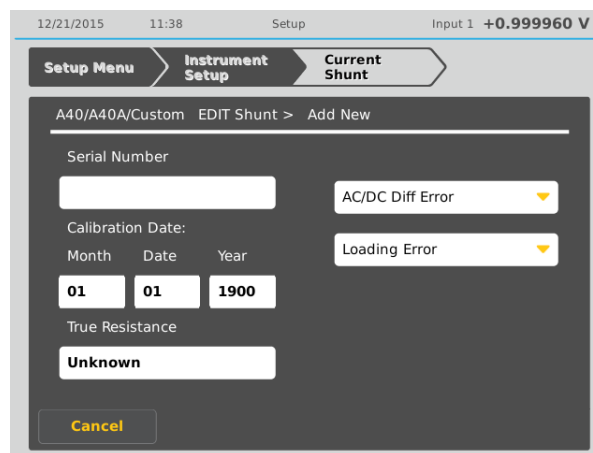 12/21/2015 11:38 Setup Input 1 +0.999960 V
Setup Menu
Instrument
Setup
Current
Shunt
A40/A40A/Custom EDIT Shunt > Add New
Serial Number
AC/DC Diff Error
Calibration Date:
Loading Error
Month Date Year
01 01 1900
True Resistance
Unknown
Cancel